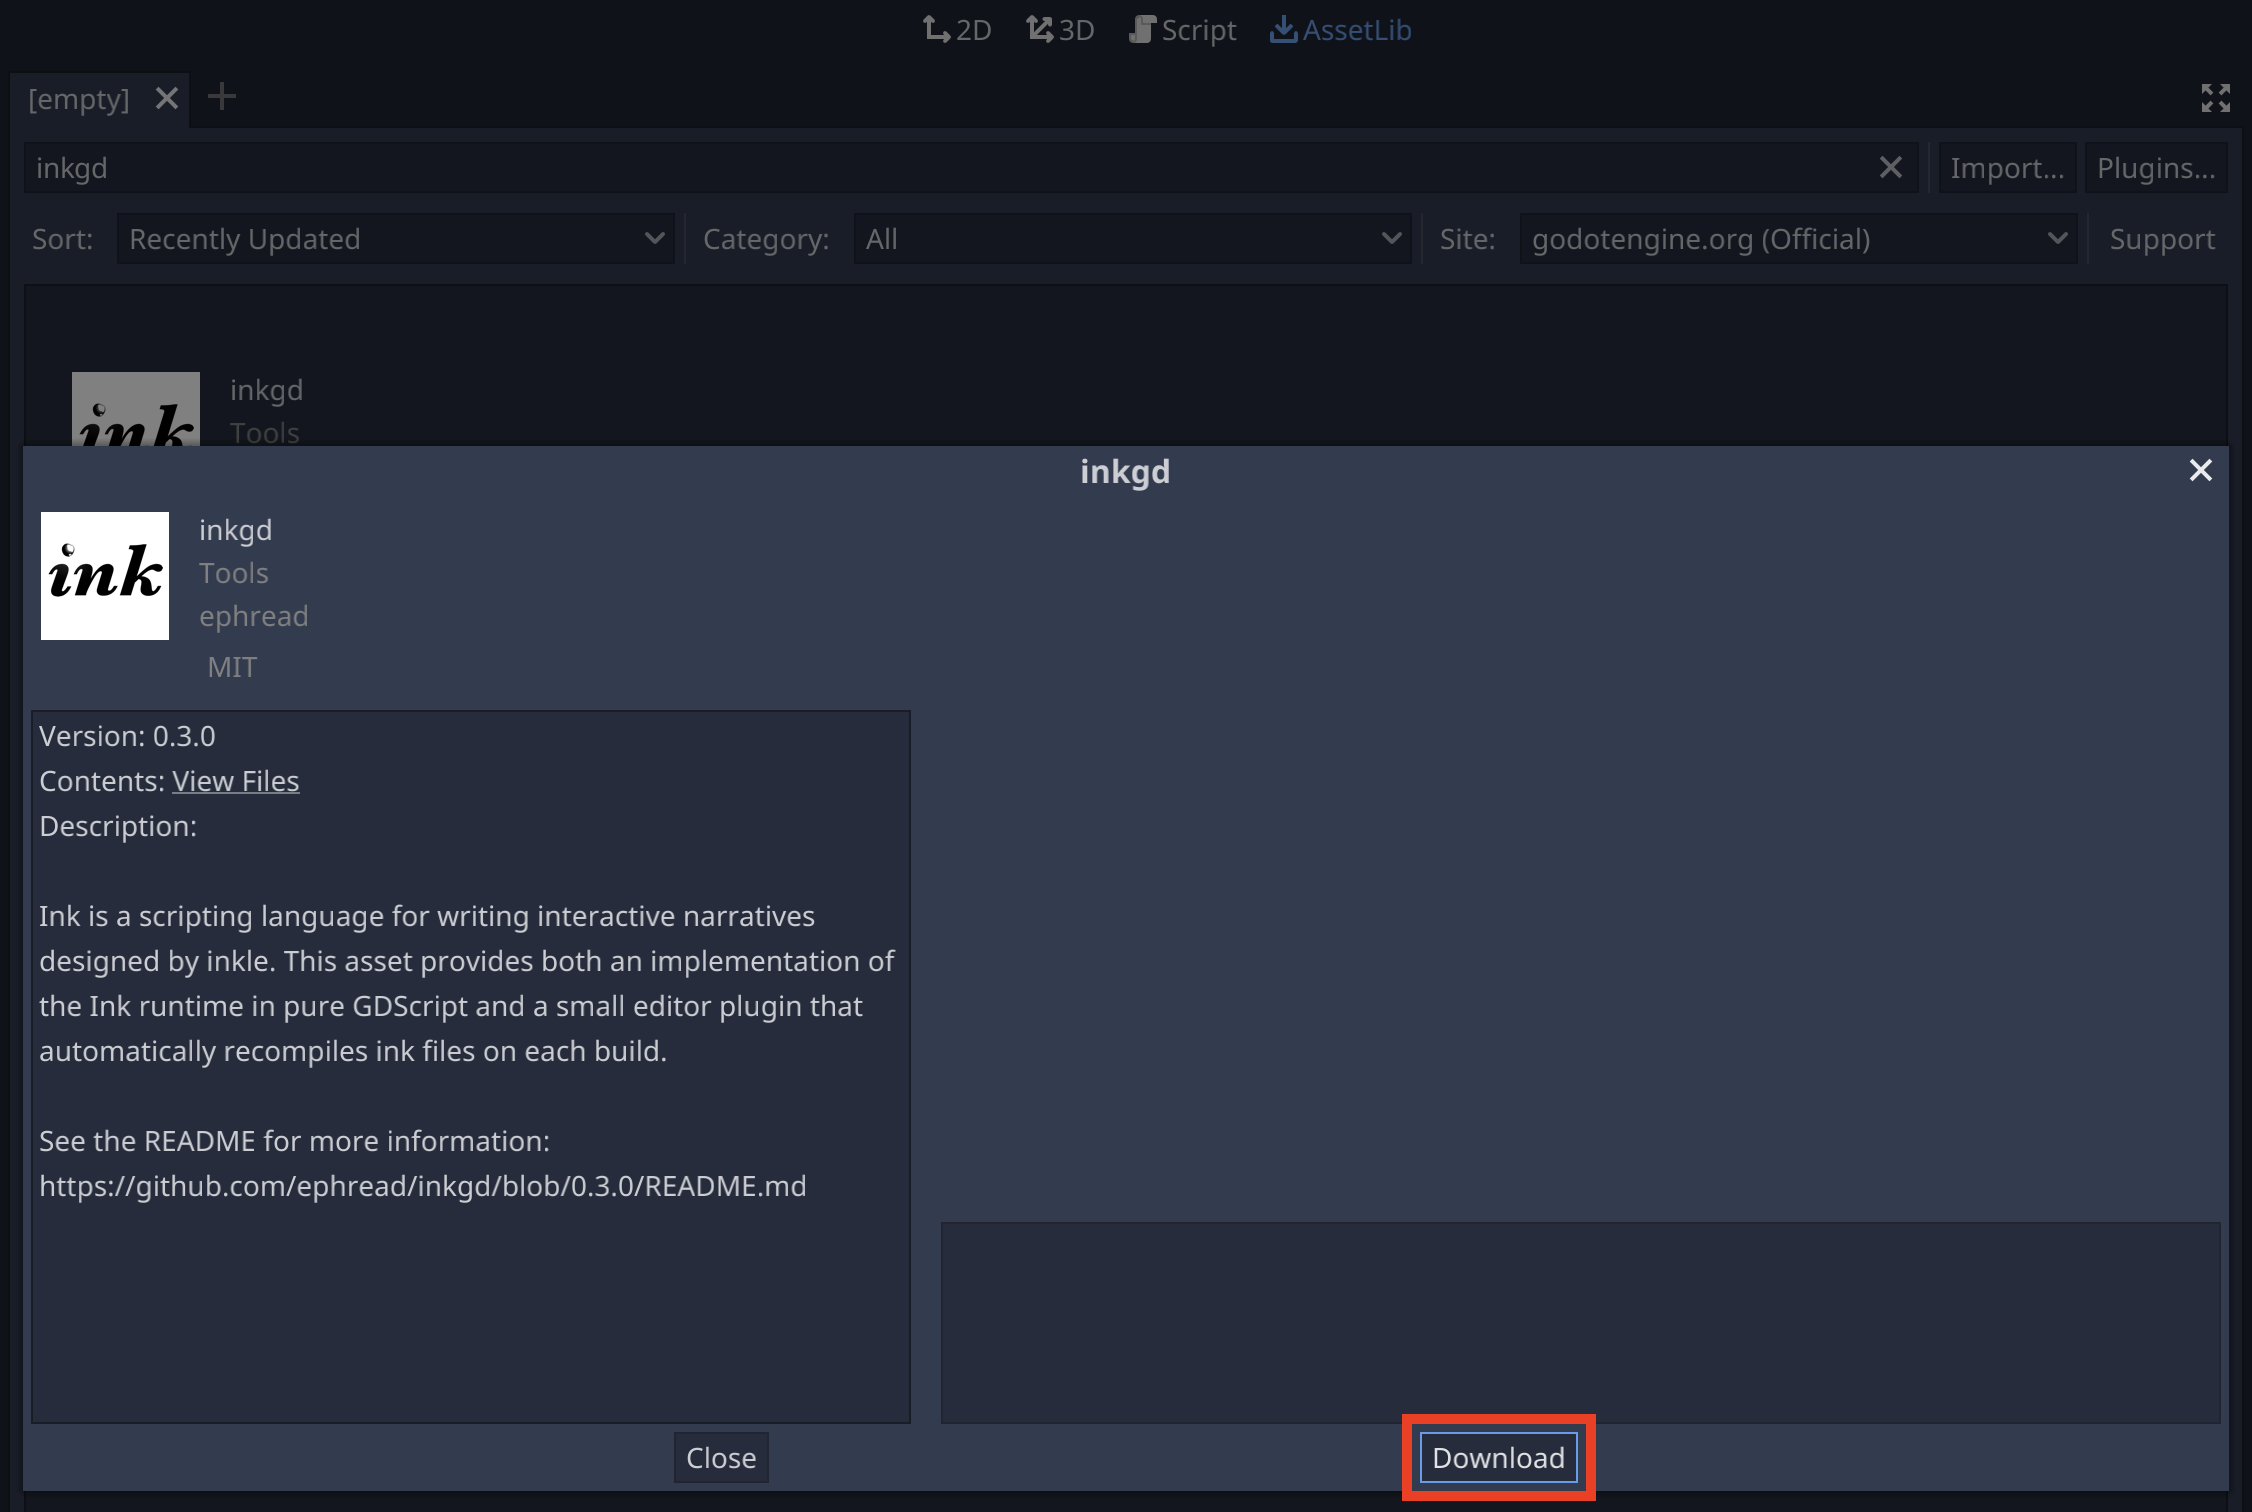 2D 3D Script AssetLib
[empty]
inkgd Import... Plugins...
Sort: Recently Updated Category: All Site: godotengine.org (Official) Support
ink inkgd
Tools
inkgd
ink inkgd
Tools
ephread
MIT
Version: 0.3.0
Contents: View Files
Description:
Ink is a scripting language for writing interactive narratives
designed by inkle. This asset provides both an implementation of
the Ink runtime in pure GDScript and a small editor plugin that
automatically recompiles ink files on each build.
See the README for more information:
https://github.com/ephread/inkgd/blob/0.3.0/README.md
Close Download